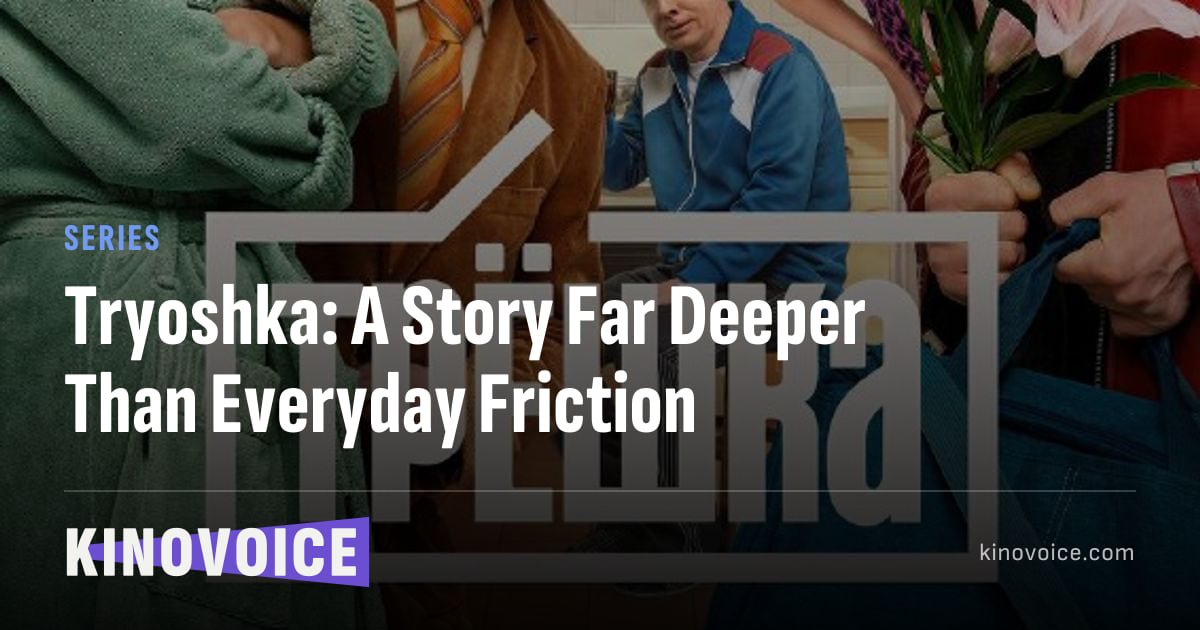 SERIES
ТРЁШКА
Tryoshka: A Story Far Deeper
Than Everyday Friction
KINOVOICE
kinovoice.com